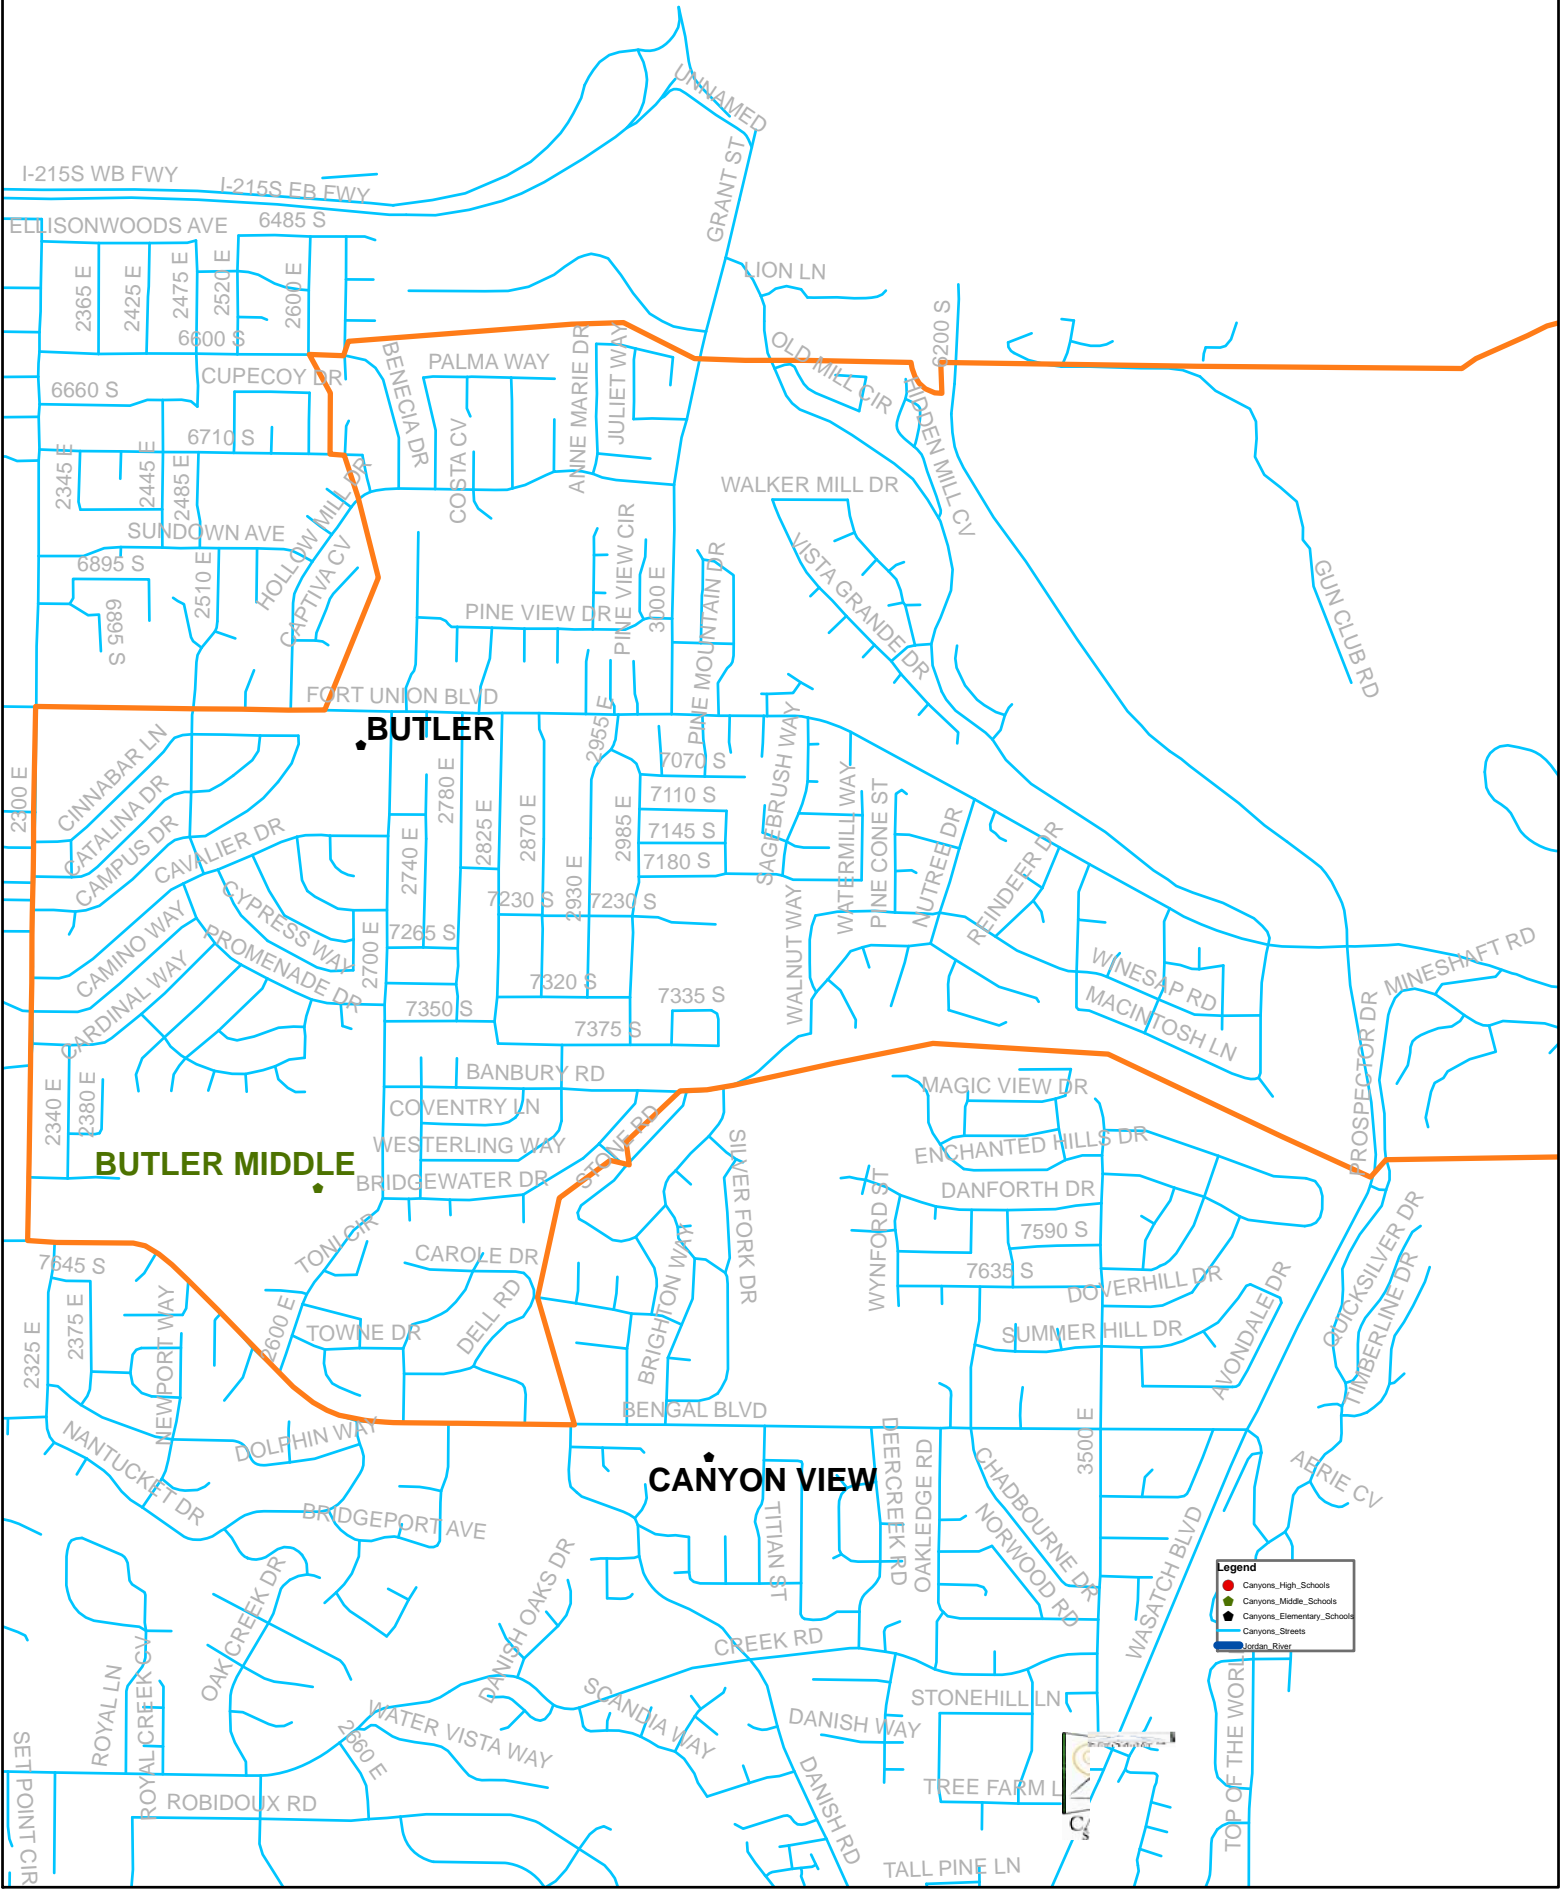 UNNAMED
I-215S WB FWY
I-215S EB FWY
GRANT ST
ELLISONWOODS AVE
6485 S
LION LN
2365 E
2425 E
2475 E
2520 E
2600 E
6200 S
6600 S
BENECIA DR
PALMA WAY
ANNE MARIE DR
JULIET WAY
OLD MILL CIR
CUPECOY DR
6660 S
HIDDEN MILL CV
6710 S
COSTA CV
2345 E
2445 E
2485 E
HOLLOW MILL DR
WALKER MILL DR
SUNDOWN AVE
6895 S
2510 E
CAPTIVA CV
PINE VIEW CIR
3000 E
PINE MOUNTAIN DR
VISTA GRANDE DR
GUN CLUB RD
6895 S
PINE VIEW DR
FORT UNION BLVD
BUTLER
2955 E
CINNABAR LN
2300 E
CATALINA DR
CAMPUS DR
CAVALIER DR
2780 E
2825 E
2870 E
2740 E
2985 E
2930 E
7070 S
7110 S
7145 S
7180 S
SAGEBRUSH WAY
WATERMILL WAY
PINE CONE ST
NUTREE DR
REINDEER DR
CYPRESS WAY
7230 S
7230 S
WALNUT WAY
CAMINO WAY
CARDINAL WAY
PROMENADE DR
2700 E
7265 S
WINESAP RD
MINESHAFT RD
7320 S
7335 S
7350 S
7375 S
MACINTOSH LN
PROSPECTOR DR
BANBURY RD
MAGIC VIEW DR
2340 E
2380 E
COVENTRY LN
STONE RD
WESTERLING WAY
SILVER FORK DR
ENCHANTED HILLS DR
BUTLER MIDDLE
BRIDGEWATER DR
WYNFORD ST
DANFORTH DR
7590 S
TONI CIR
CAROLE DR
BRIGHTON WAY
7635 S
DOVERHILL DR
QUICKSILVER DR
TIMBERLINE DR
7645 S
2325 E
2375 E
NEWPORT WAY
2600 E
TOWNE DR
DELL RD
SUMMER HILL DR
AVONDALE DR
BENGAL BLVD
NANTUCKET DR
DOLPHIN WAY
3500 E
CANYON VIEW
DEERCREEK RD
OAKLEDGE RD
CHADBOURNE DR
NORWOOD RD
AERIE CV
BRIDGEPORT AVE
TITIAN ST
WASATCH BLVD
OAK CREEK DR
DANISH OAKS DR
Legend
Canyons_High_Schools
Canyons_Middle_Schools
Canyons_Elementary_Schools
Canyons_Streets
Jordan_River
CREEK RD
ROYAL LN
ROYAL CREEK CV
STONEHILL LN
SCANDIA WAY
WATER VISTA WAY
DANISH WAY
2660 E
SET POINT CIR
TOP OF THE WORL
TREE FARM L
ROBIDOUX RD
DANISH RD
TALL PINE LN